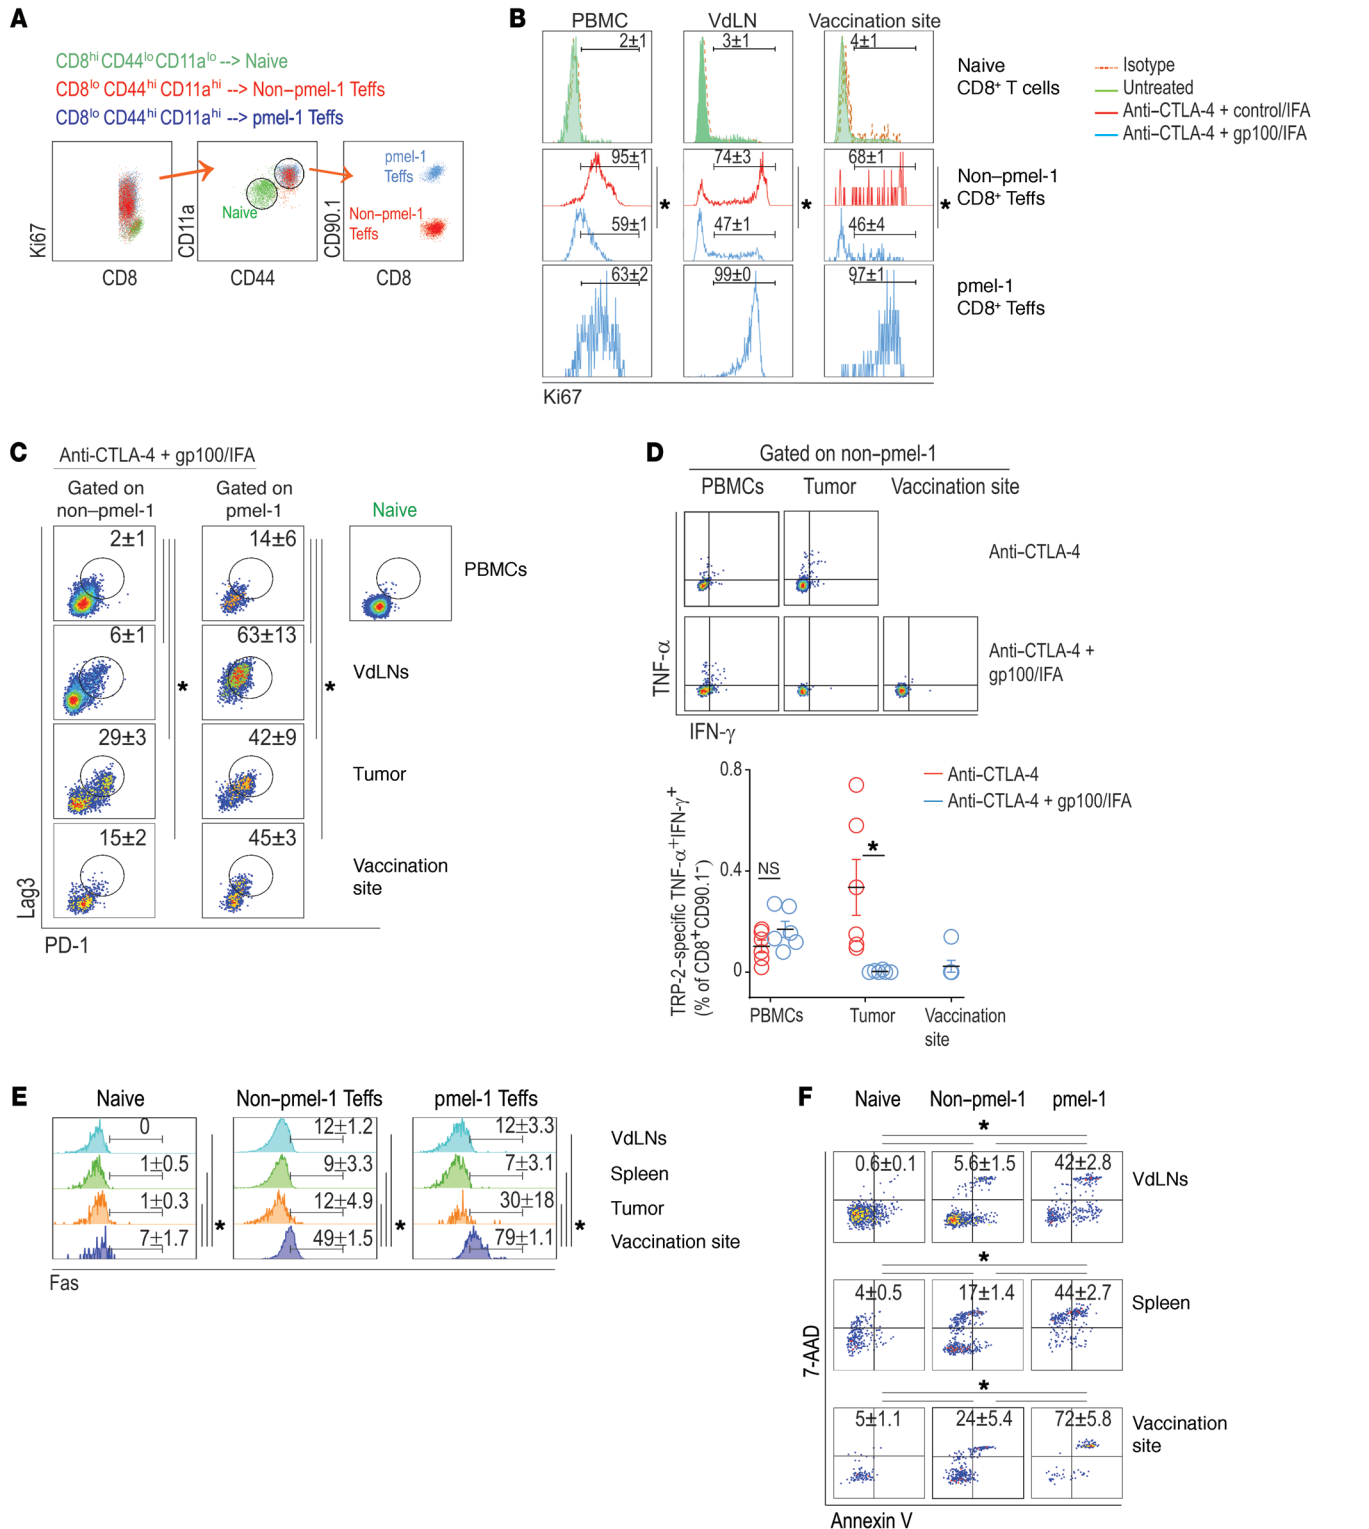 A
CD8hi CD44lo CD11alo --> Naive
CD8lo CD44hi CD11ahi --> Non–pmel-1 Teffs
CD8lo CD44hi CD11ahi --> pmel-1 Teffs
Ki67
CD8
CD11a
Naive
CD44
CD90.1
pmel-1
Teffs
Non-pmel-1
Teffs
CD8
B
PBMC VdLN Vaccination site
2±1 3±1 4±1
Naive
CD8+ T cells
95±1 74±3 68±1
* * *
Non–pmel-1
CD8+ Teffs
59±1 47±1 46±4
63±2 99±0 97±1
pmel-1
CD8+ Teffs
Ki67
Isotype
Untreated
Anti–CTLA-4 + control/IFA
Anti–CTLA-4 + gp100/IFA
C
Anti-CTLA-4 + gp100/IFA
Gated on
non–pmel-1
Gated on
pmel-1
Naive
2±1 14±6 PBMCs
6±1 63±13 VdLNs
* *
29±3 42±9 Tumor
15±2 45±3 Vaccination
site
Lag3
PD-1
D
Gated on non–pmel-1
PBMCs Tumor Vaccination site
Anti–CTLA-4
Anti–CTLA-4 +
gp100/IFA
TNF-α
IFN-γ
TRP-2–specific TNF-α+IFN-γ+
(% of CD8+CD90.1–)
0.8
0.4
0
NS
*
Anti–CTLA-4
Anti–CTLA-4 + gp100/IFA
PBMCs Tumor Vaccination
site
E
Naive Non–pmel-1 Teffs pmel-1 Teffs
0 12±1.2 12±3.3 VdLNs
1±0.5 9±3.3 7±3.1 Spleen
1±0.3 12±4.9 30±18 Tumor
* * *
7±1.7 49±1.5 79±1.1 Vaccination site
Fas
F
Naive Non–pmel-1 pmel-1
*
0.6±0.1 5.6±1.5 42±2.8 VdLNs
*
4±0.5 17±1.4 44±2.7 Spleen
*
5±1.1 24±5.4 72±5.8 Vaccination
site
7-AAD
Annexin V